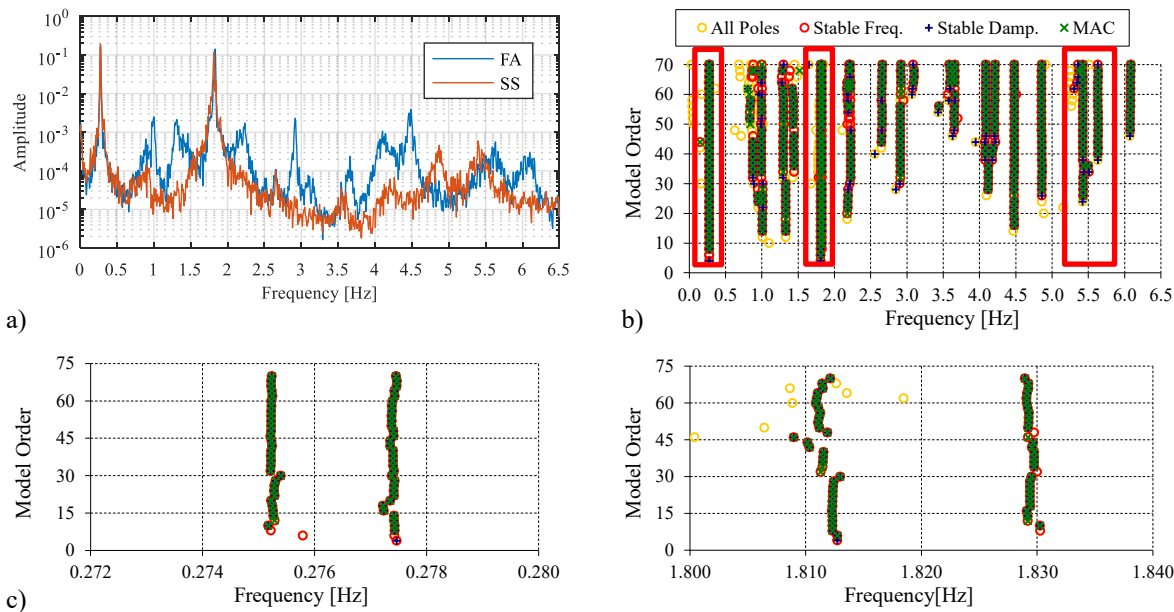 10¹
10⁰
10⁻¹
10⁻²
10⁻³
10⁻⁴
10⁻⁵
10⁻⁶
Amplitude
FA
SS
0 0.5 1 1.5 2 2.5 3 3.5 4 4.5 5 5.5 6 6.5
Frequency [Hz]
a)
All Poles Stable Freq. Stable Damp. MAC
70
60
50
40
30
20
10
0
Model Order
0.0 0.5 1.0 1.5 2.0 2.5 3.0 3.5 4.0 4.5 5.0 5.5 6.0 6.5
Frequency [Hz]
b)
75
60
45
30
15
0
Model Order
0.272 0.274 0.276 0.278 0.280
Frequency [Hz]
c)
75
60
45
30
15
0
Model Order
1.800 1.810 1.820 1.830 1.840
Frequency[Hz]